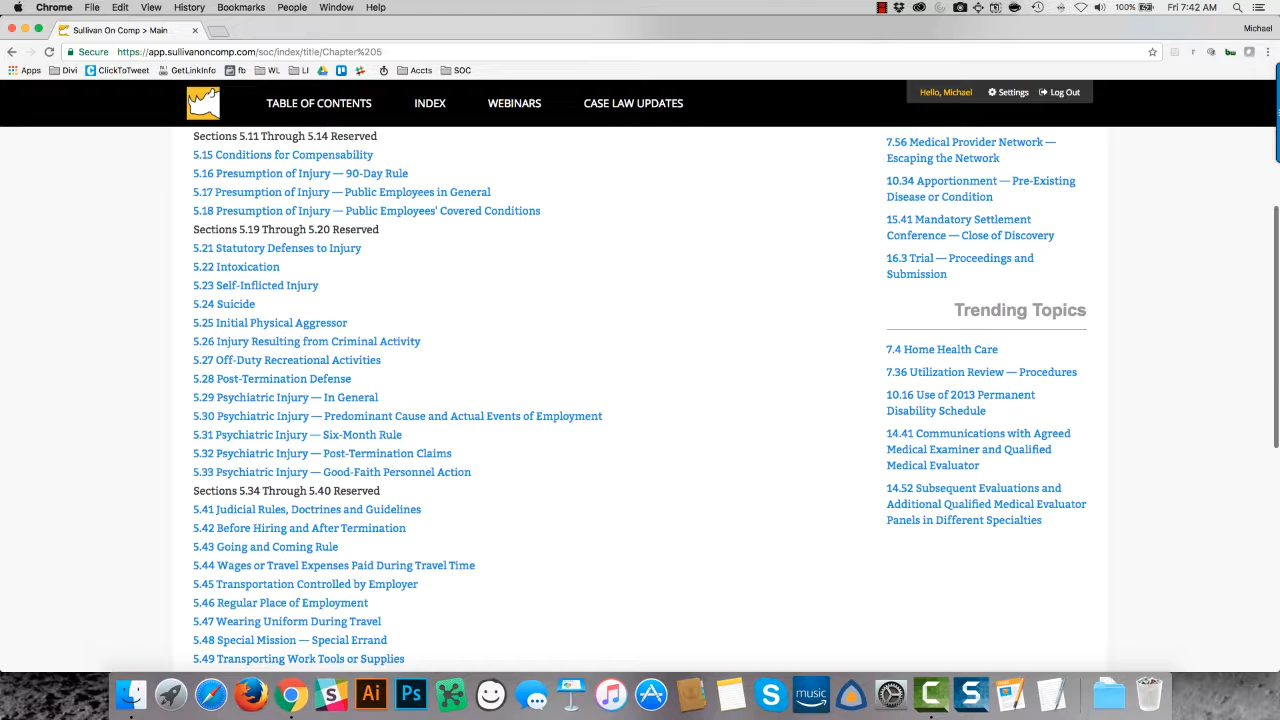 Chrome File Edit View History Bookmarks People Window Help 100% Fri 7:42 AM
Sullivan On Comp > Main Michael
Secure https://app.sullivanoncomp.com/soc/index/title/Chapter%205
Apps Divi ClickToTweet GetLinkInfo fb WL LI Accts SOC
TABLE OF CONTENTS INDEX WEBINARS CASE LAW UPDATES Hello, Michael Settings Log Out
Sections 5.11 Through 5.14 Reserved
5.15 Conditions for Compensability
5.16 Presumption of Injury — 90-Day Rule
5.17 Presumption of Injury — Public Employees in General
5.18 Presumption of Injury — Public Employees' Covered Conditions
Sections 5.19 Through 5.20 Reserved
5.21 Statutory Defenses to Injury
5.22 Intoxication
5.23 Self-Inflicted Injury
5.24 Suicide
5.25 Initial Physical Aggressor
5.26 Injury Resulting from Criminal Activity
5.27 Off-Duty Recreational Activities
5.28 Post-Termination Defense
5.29 Psychiatric Injury — In General
5.30 Psychiatric Injury — Predominant Cause and Actual Events of Employment
5.31 Psychiatric Injury — Six-Month Rule
5.32 Psychiatric Injury — Post-Termination Claims
5.33 Psychiatric Injury — Good-Faith Personnel Action
Sections 5.34 Through 5.40 Reserved
5.41 Judicial Rules, Doctrines and Guidelines
5.42 Before Hiring and After Termination
5.43 Going and Coming Rule
5.44 Wages or Travel Expenses Paid During Travel Time
5.45 Transportation Controlled by Employer
5.46 Regular Place of Employment
5.47 Wearing Uniform During Travel
5.48 Special Mission — Special Errand
5.49 Transporting Work Tools or Supplies
7.56 Medical Provider Network —
Escaping the Network
10.34 Apportionment — Pre-Existing
Disease or Condition
15.41 Mandatory Settlement
Conference — Close of Discovery
16.3 Trial — Proceedings and
Submission
Trending Topics
7.4 Home Health Care
7.36 Utilization Review — Procedures
10.16 Use of 2013 Permanent
Disability Schedule
14.41 Communications with Agreed
Medical Examiner and Qualified
Medical Evaluator
14.52 Subsequent Evaluations and
Additional Qualified Medical Evaluator
Panels in Different Specialties
Ai Ps music